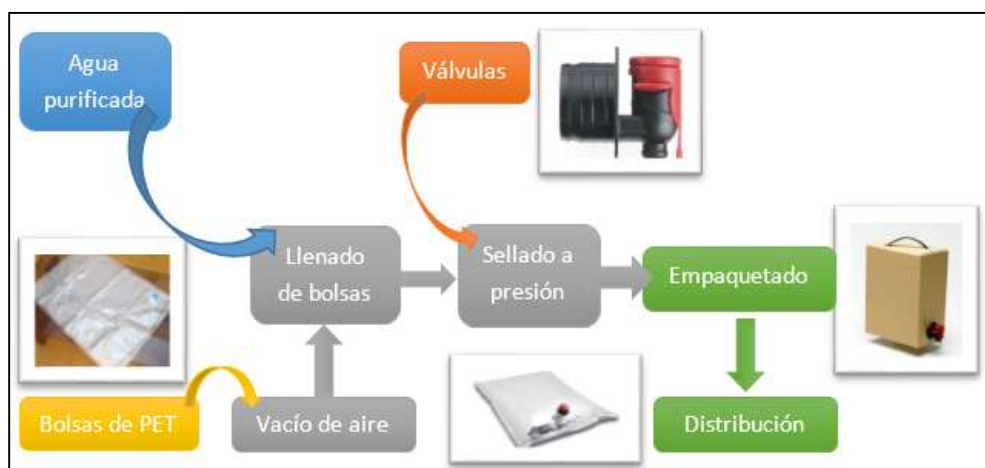 Agua
purificada
Válvulas
Llenado
de bolsas
Sellado a
presión
Empaquetado
Bolsas de PET
Vacío de aire
Distribución